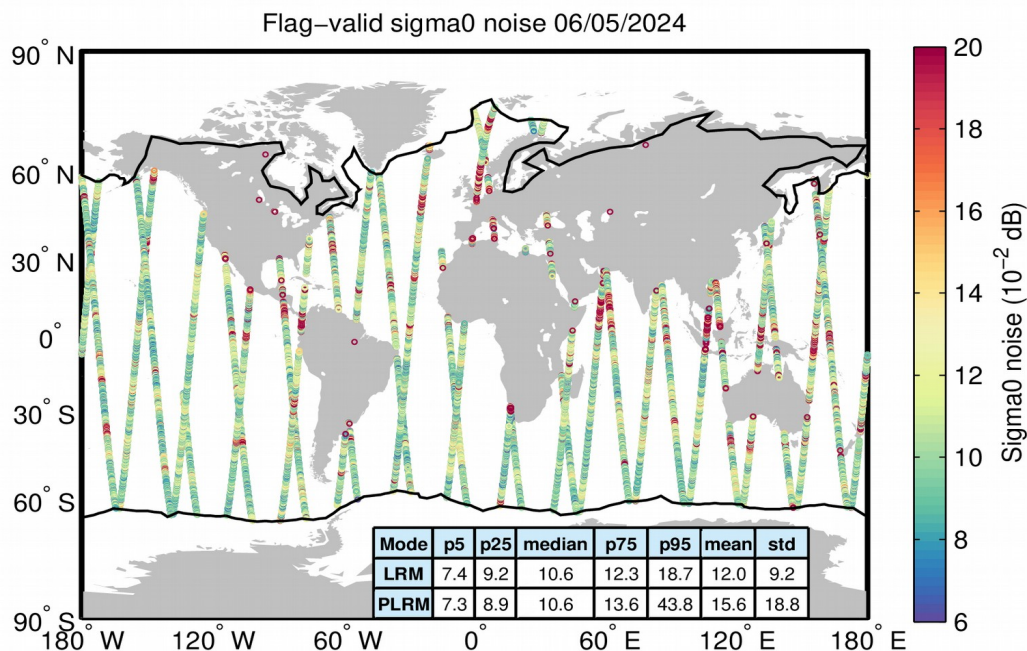 Flag−valid sigma0 noise 06/05/2024
90° N
60° N
30° N
0°
30° S
60° S
90° S
180° W
120° W
60° W
0°
60° E
120° E
180° E
Mode p5 p25 median p75 p95 mean std
LRM 7.4 9.2 10.6 12.3 18.7 12.0 9.2
PLRM 7.3 8.9 10.6 13.6 43.8 15.6 18.8
20
18
16
14
12
10
8
6
Sigma0 noise (10⁻² dB)